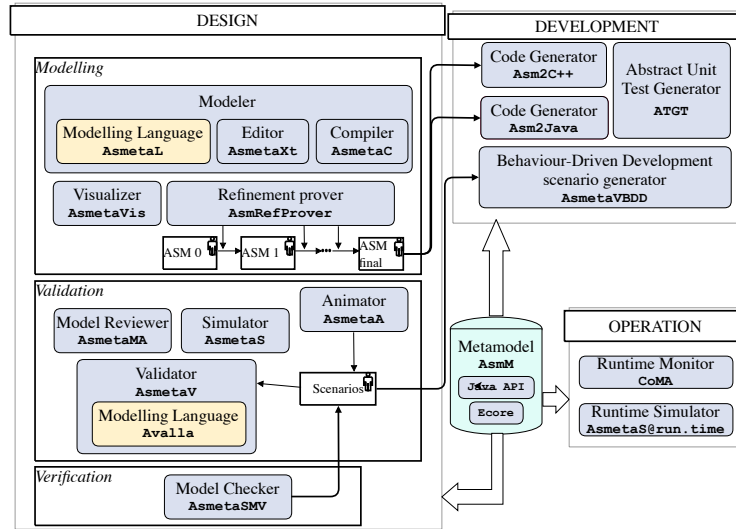 DESIGN
Modelling
Modeler
Modelling Language
AsmetaL
Editor
AsmetaXt
Compiler
AsmetaC
Visualizer
AsmetaVis
Refinement prover
AsmRefProver
ASM 0
ASM 1
...
ASM
final
Validation
Model Reviewer
AsmetaMA
Simulator
AsmetaS
Animator
AsmetaA
Validator
AsmetaV
Modelling Language
Avalla
Scenarios
Verification
Model Checker
AsmetaSMV
DEVELOPMENT
Code Generator
Asm2C++
Code Generator
Asm2Java
Abstract Unit
Test Generator
ATGT
Behaviour-Driven Development
scenario generator
AsmetaVBDD
Metamodel
AsmM
Java API
Ecore
OPERATION
Runtime Monitor
CoMA
Runtime Simulator
AsmetaS@run.time